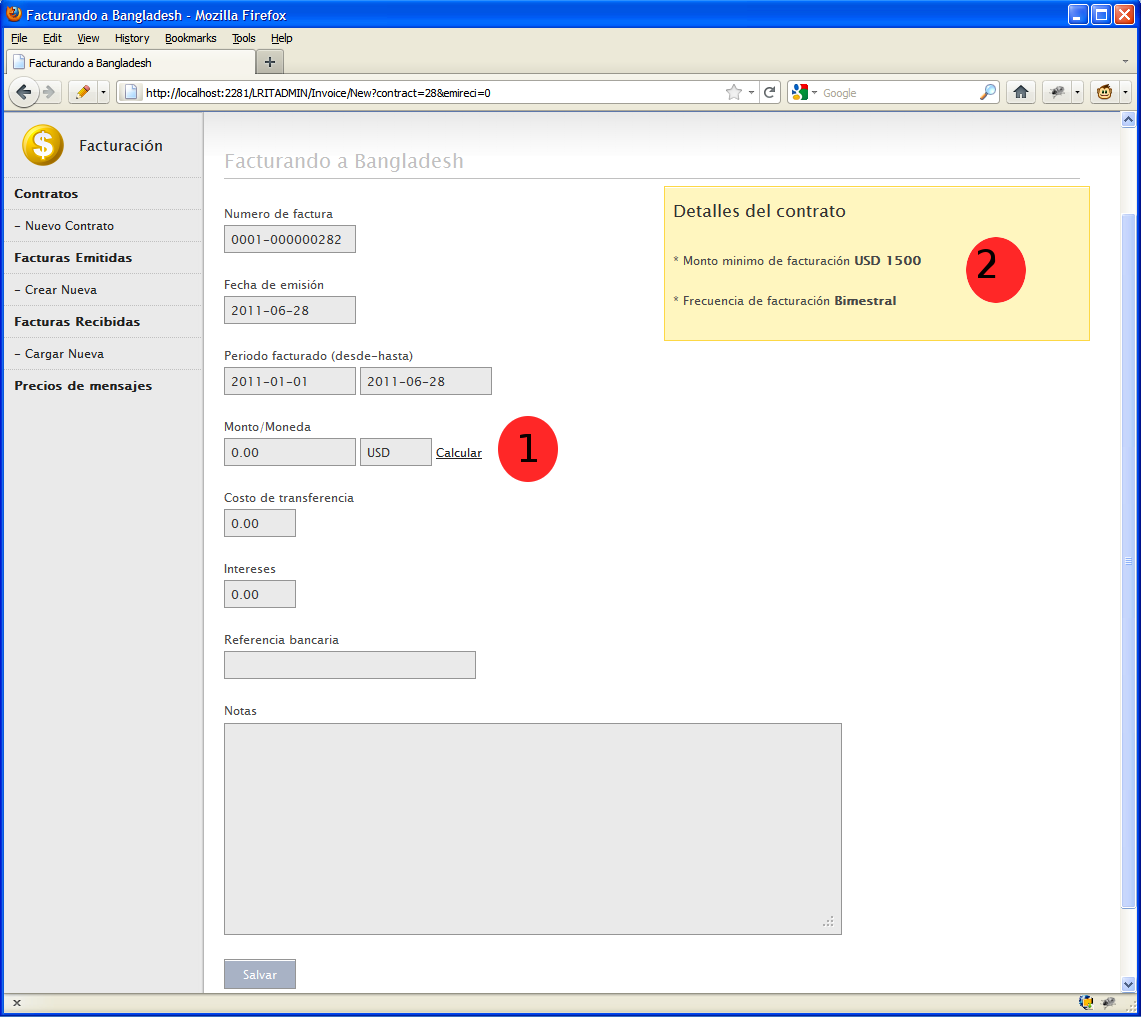 Facturando a Bangladesh - Mozilla Firefox
File Edit View History Bookmarks Tools Help
Facturando a Bangladesh
http://localhost:2281/LRITADMIN/Invoice/New?contract=28&emireci=0
Google
Facturación
Contratos
- Nuevo Contrato
Facturas Emitidas
- Crear Nueva
Facturas Recibidas
- Cargar Nueva
Precios de mensajes
Facturando a Bangladesh
Numero de factura
0001-000000282
Fecha de emisión
2011-06-28
Periodo facturado (desde-hasta)
2011-01-01 2011-06-28
Monto/Moneda
0.00 USD Calcular
1
Costo de transferencia
0.00
Intereses
0.00
Referencia bancaria
Notas
Salvar
Detalles del contrato
* Monto minimo de facturación USD 1500
* Frecuencia de facturación Bimestral
2